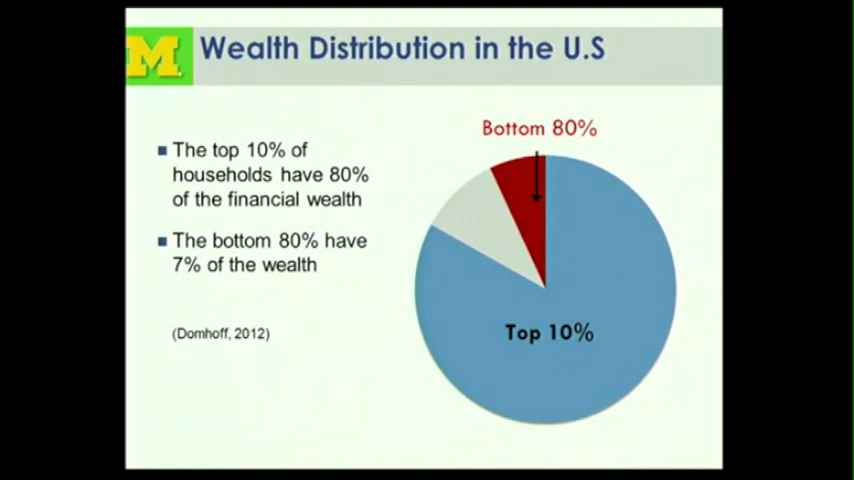 M
Wealth Distribution in the U.S
The top 10% of
households have 80%
of the financial wealth
The bottom 80% have
7% of the wealth
(Domhoff, 2012)
Bottom 80%
Top 10%